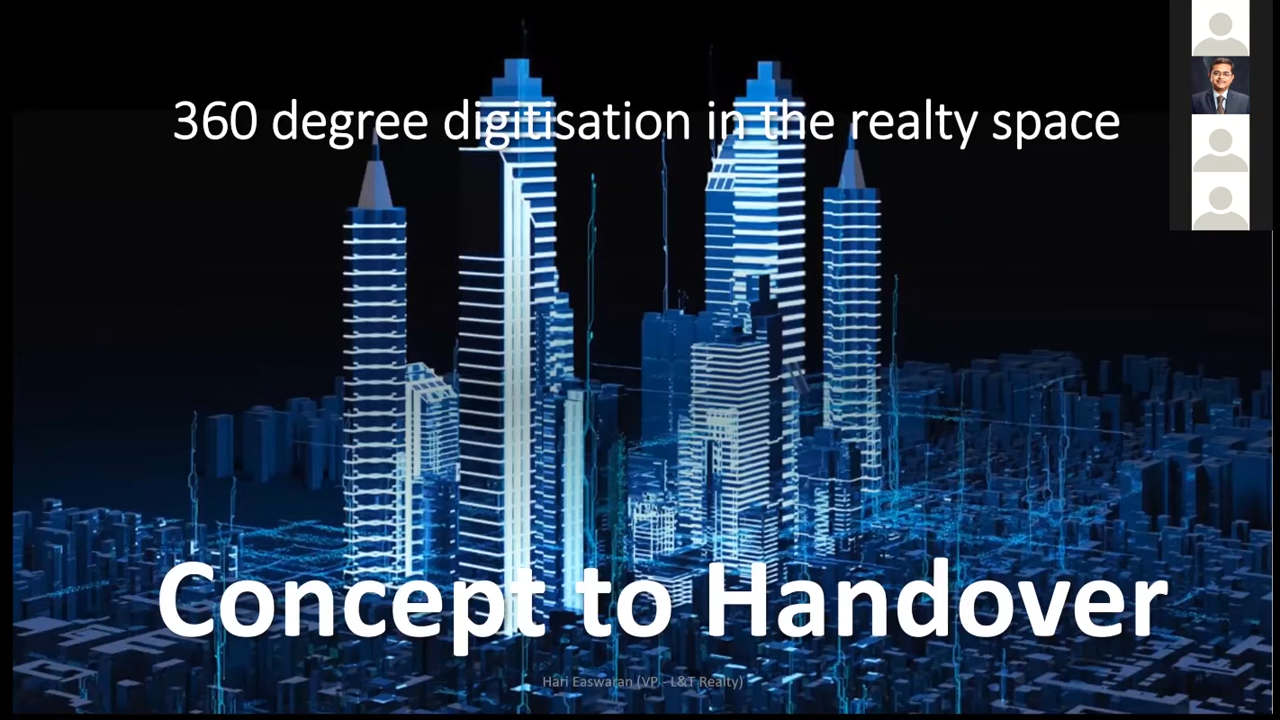 360 degree digitisation in the realty space
Concept to Handover
Hari Easwaran (VP - L&T Realty)